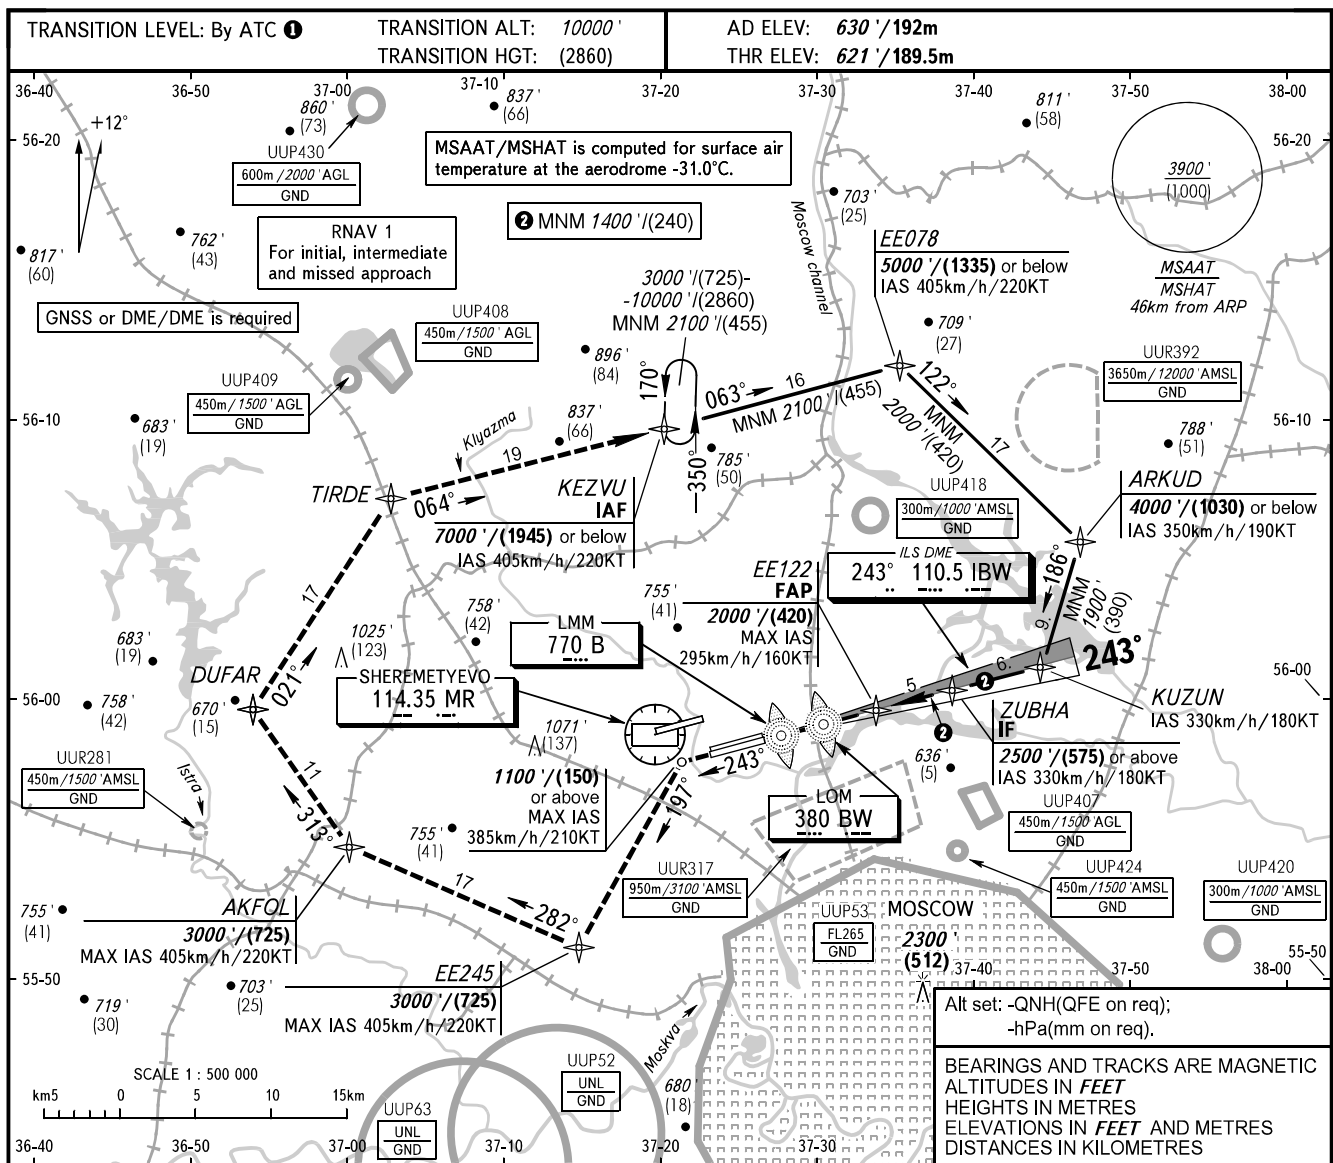 TRANSITION LEVEL: By ATC ❶
TRANSITION ALT: 10000'
TRANSITION HGT: (2860)
AD ELEV: 630'/192m
THR ELEV: 621'/189.5m
36-40
36-50
37-00
37-10
37-20
37-30
37-40
37-50
38-00
860'
(73)
837'
(66)
811'
(58)
+12°
56-20
56-20
UUP430
600m/2000'AGL
GND
MSAAT/MSHAT is computed for surface air
temperature at the aerodrome -31.0°C.
3900'
(1000)
703'
(25)
Moscow channel
❷ MNM 1400'/(240)
762'
(43)
817'
(60)
RNAV 1
For initial, intermediate
and missed approach
EE078
5000'/(1335) or below
IAS 405km/h/220KT
MSAAT
MSHAT
46km from ARP
3000'/(725)-
-10000'/(2860)
MNM 2100'/(455)
GNSS or DME/DME is required
UUP408
450m/1500'AGL
GND
709'
(27)
UUR392
3650m/12000'AMSL
GND
896'
(84)
UUP409
450m/1500'AGL
GND
170°
063°
16
MNM 2100'/(455)
122°
MNM
2000'/(420)
17
56-10
56-10
683'
(19)
837'
(66)
Klyazma
19
785'
(50)
350°
788'
(51)
TIRDE
064°
KEZVU
IAF
7000'/(1945) or below
IAS 405km/h/220KT
UUP418
300m/1000'AMSL
GND
ARKUD
4000'/(1030) or below
IAS 350km/h/190KT
ILS DME
243° 110.5 IBW
186°
MNM
1900'
(390)
9.
EE122
FAP
2000'/(420)
MAX IAS
295km/h/160KT
755'
(41)
17
758'
(42)
LMM
770 B
1025'
(123)
683'
(19)
DUFAR
021°
SHEREMETYEVO
114.35 MR
243°
6.
5.
❷
❷
56-00
56-00
758'
(42)
670'
(15)
KUZUN
IAS 330km/h/180KT
ZUBHA
IF
2500'/(575) or above
IAS 330km/h/180KT
1071'
(137)
243°
636'
(5)
UUR281
450m/1500'AMSL
GND
Istra
11
313°
1100'/(150)
or above
MAX IAS
385km/h/210KT
197°
LOM
380 BW
UUP407
450m/1500'AGL
GND
755'
(41)
UUR317
950m/3100'AMSL
GND
UUP424
450m/1500'AMSL
GND
UUP420
300m/1000'AMSL
GND
17
282°
755'
(41)
AKFOL
3000'/(725)
MAX IAS 405km/h/220KT
UUP53
FL265
GND
MOSCOW
2300'
(512)
55-50
55-50
EE245
3000'/(725)
MAX IAS 405km/h/220KT
703'
(25)
719'
(30)
37-40
37-50
38-00
Alt set: -QNH(QFE on req);
-hPa(mm on req).
Moskva
SCALE 1 : 500 000
km5 0 5 10 15km
UUP52
UNL
GND
UUP63
UNL
GND
680'
(18)
BEARINGS AND TRACKS ARE MAGNETIC
ALTITUDES IN FEET
HEIGHTS IN METRES
ELEVATIONS IN FEET AND METRES
DISTANCES IN KILOMETRES
36-40
36-50
37-00
37-10
37-20
37-30